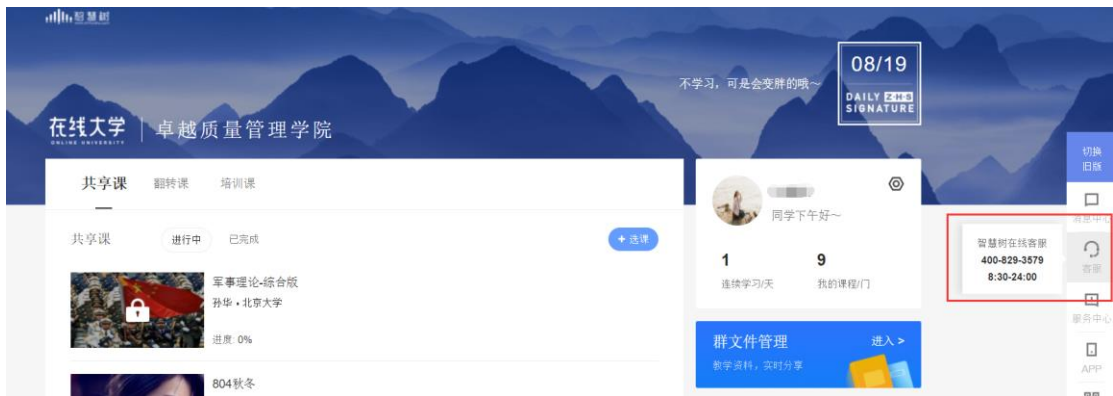 智慧树
不学习，可是会变胖的哦～
08/19
DAILY Z·H·S
SIGNATURE
在线大学
ONLINE UNIVERSITY
卓越质量管理学院
切换
旧版
共享课
翻转课
培训课
同学下午好～
消息中心
共享课
进行中
已完成
+ 选课
智慧树在线客服
400-829-3579
8:30-24:00
客服
1
9
连续学习/天
我的课程/门
军事理论-综合版
孙华 • 北京大学
进度: 0%
服务中心
群文件管理
进入 >
教学资料，实时分享
APP
804秋冬